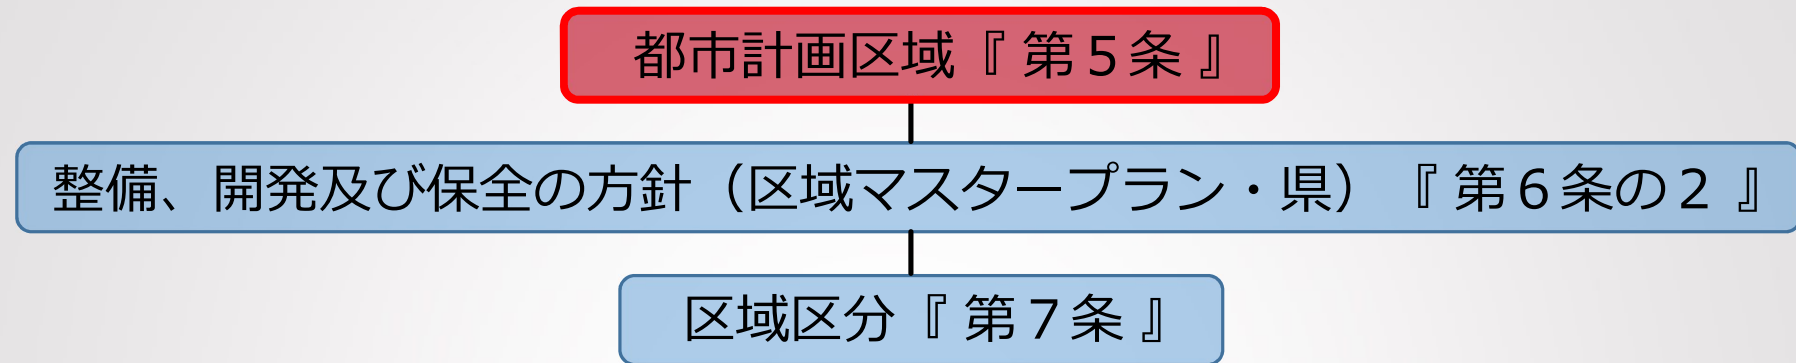 都市計画区域『 第５条 』
整備、開発及び保全の方針（区域マスタープラン・県）『 第６条の２ 』
区域区分『 第７条 』